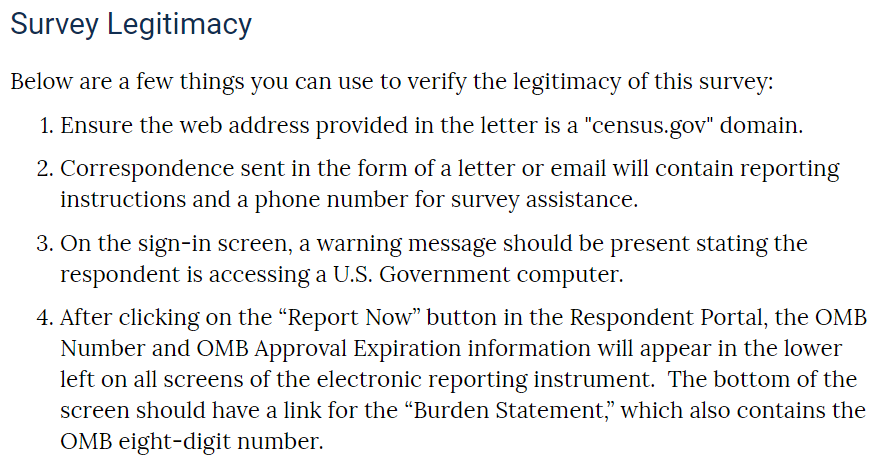 Survey Legitimacy
Below are a few things you can use to verify the legitimacy of this survey:
1. Ensure the web address provided in the letter is a "census.gov" domain.
2. Correspondence sent in the form of a letter or email will contain reporting
instructions and a phone number for survey assistance.
3. On the sign-in screen, a warning message should be present stating the
respondent is accessing a U.S. Government computer.
4. After clicking on the “Report Now” button in the Respondent Portal, the OMB
Number and OMB Approval Expiration information will appear in the lower
left on all screens of the electronic reporting instrument.  The bottom of the
screen should have a link for the “Burden Statement,” which also contains the
OMB eight-digit number.